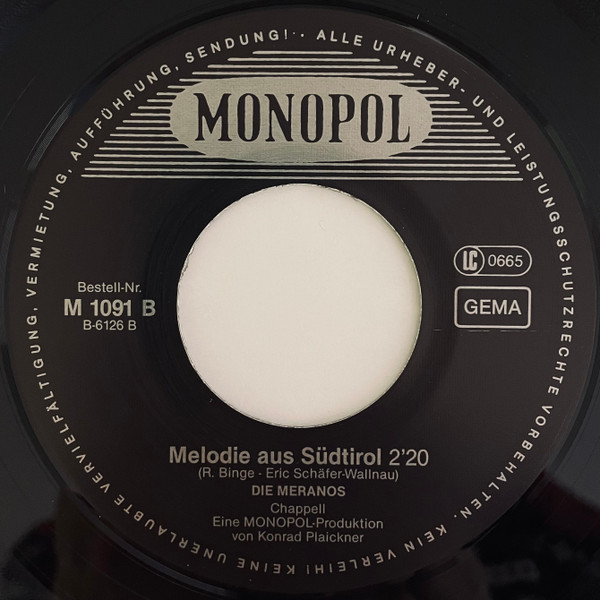 ALLE URHEBER- UND LEISTUNGSSCHUTZRECHTE VORBEHALTEN. KEIN VERLEIH! KEINE UNERLAUBTE VERVIELFÄLTIGUNG, VERMIETUNG, AUFFÜHRUNG, SENDUNG!
MONOPOL
LC 0665
Bestell-Nr.
M 1091 B
B-6126 B
GEMA
Melodie aus Südtirol 2'20
(R. Binge - Eric Schäfer-Wallnau)
DIE MERANOS
Chappell
Eine MONOPOL-Produktion
von Konrad Plaickner